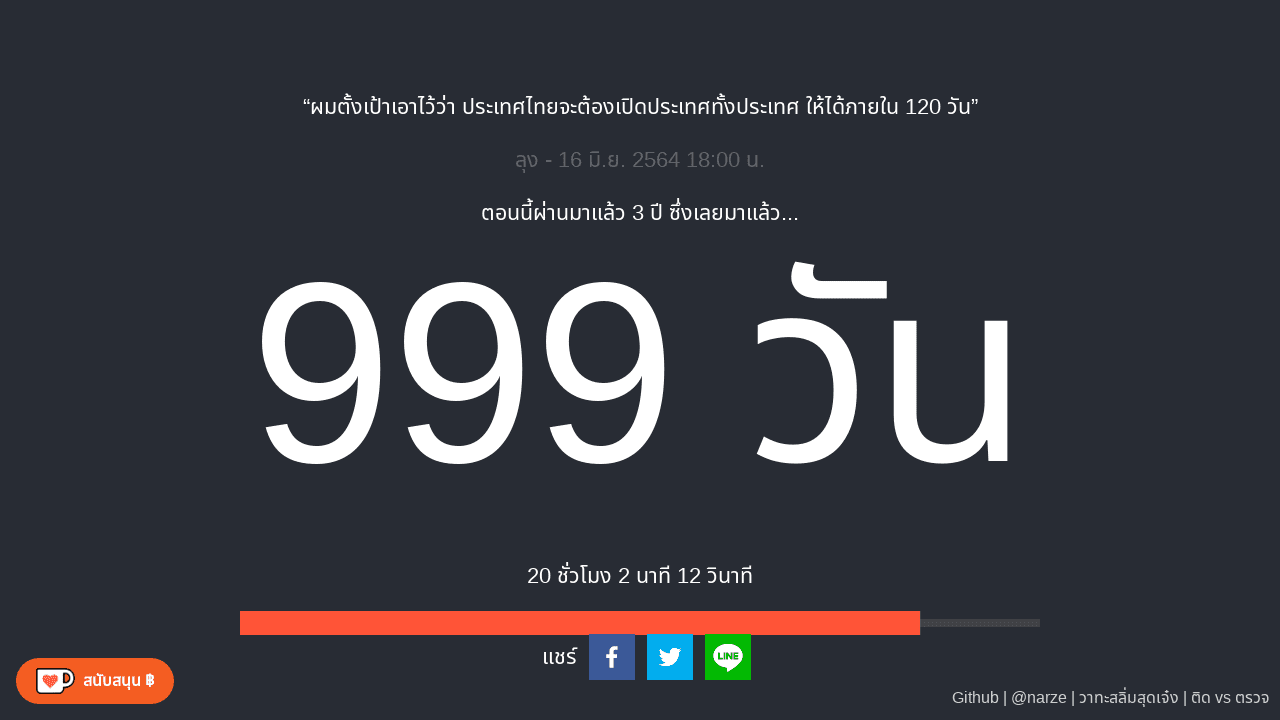 “ผมตั้งเป้าเอาไว้ว่า ประเทศไทยจะต้องเปิดประเทศทั้งประเทศ ให้ได้ภายใน 120 วัน”
ลุง - 16 มิ.ย. 2564 18:00 น.
ตอนนี้ผ่านมาแล้ว 3 ปี ซึ่งเลยมาแล้ว...
999 วัน
20 ชั่วโมง 2 นาที 12 วินาที
แชร์
LINE
สนับสนุน ฿
Github | @narze | วาทะสลิ่มสุดเจ๋ง | ติด vs ตรวจ